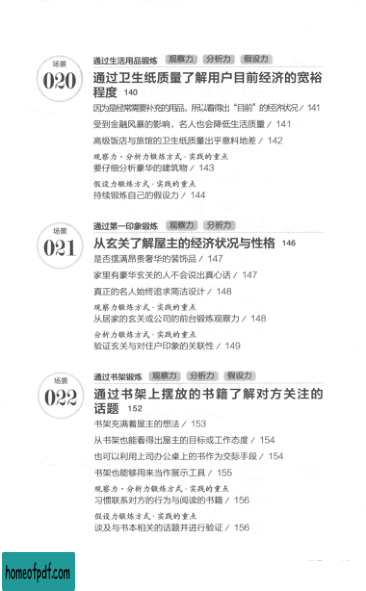 场景
020
通过生活用品锻炼 观察力 分析力 假设力
通过卫生纸质量了解用户目前经济的宽裕
程度 140
因为是经常需要补充的用品，所以看得出“目前”的经济状况 / 141
受到金融风暴的影响，名人也会降低生活质量 / 141
高级饭店与旅馆的卫生纸质量出乎意料地差 / 142
观察力·分析力锻炼方式·实践的重点
要仔细分析豪华的建筑物 / 143
假设力锻炼方式·实践的重点
持续锻炼自己的假设力 / 144
场景
021
通过第一印象锻炼 观察力 分析力
从玄关了解屋主的经济状况与性格 146
是否摆满昂贵奢华的装饰品 / 147
家里有豪华玄关的人不会说出真心话 / 147
真正的名人始终追求简洁设计 / 148
观察力锻炼方式·实践的重点
从居家的玄关或公司的前台锻炼观察力 / 148
分析力锻炼方式·实践的重点
验证玄关与对住户印象的关联性 / 149
场景
022
通过书架锻炼 观察力 分析力 假设力
通过书架上摆放的书籍了解对方关注的
话题 152
书架充满着屋主的想法 / 153
从书架也能看得出屋主的目标或工作态度 / 154
也可以利用上司办公桌上的书作为交际手段 / 154
书架也能够用来当作展示工具 / 155
观察力·分析力锻炼方式·实践的重点
习惯联系对方的行为与阅读的书籍 / 156
假设力锻炼方式·实践的重点
谈及与书本相关的话题并进行验证 / 156
homeofpdf.com